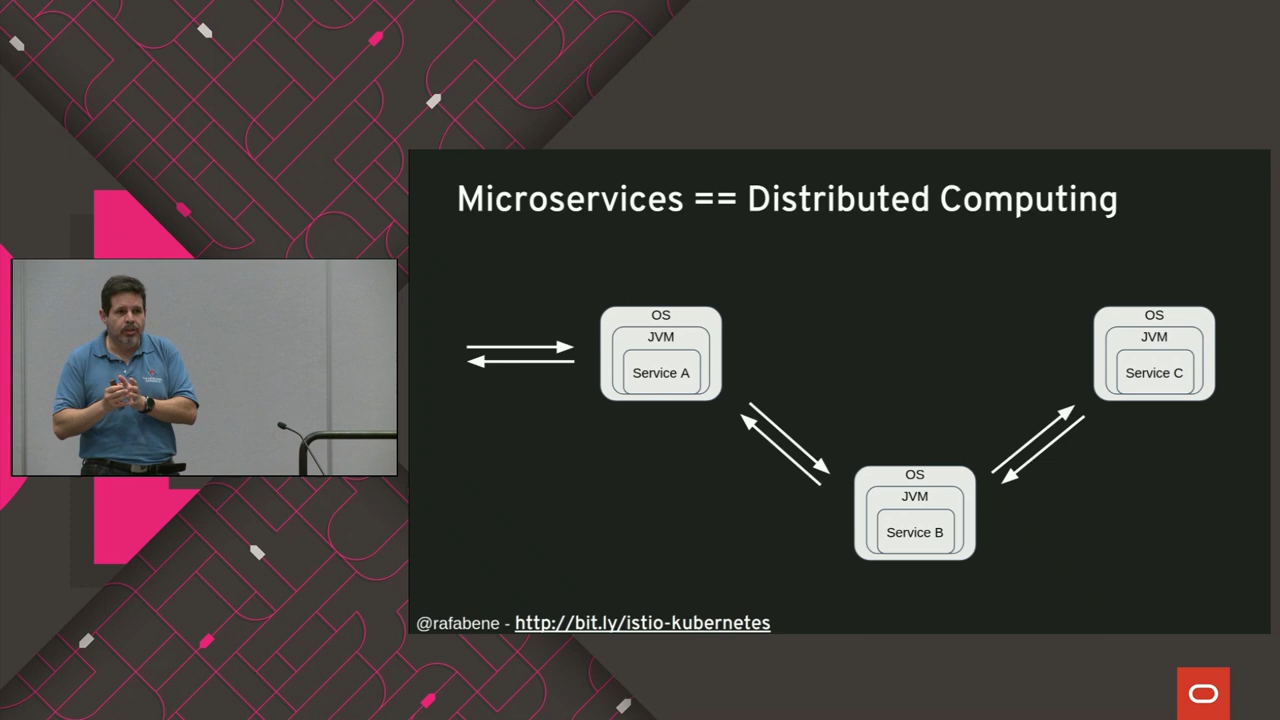 Microservices == Distributed Computing
OS
JVM
Service A
OS
JVM
Service C
OS
JVM
Service B
@rafabene - http://bit.ly/istio-kubernetes